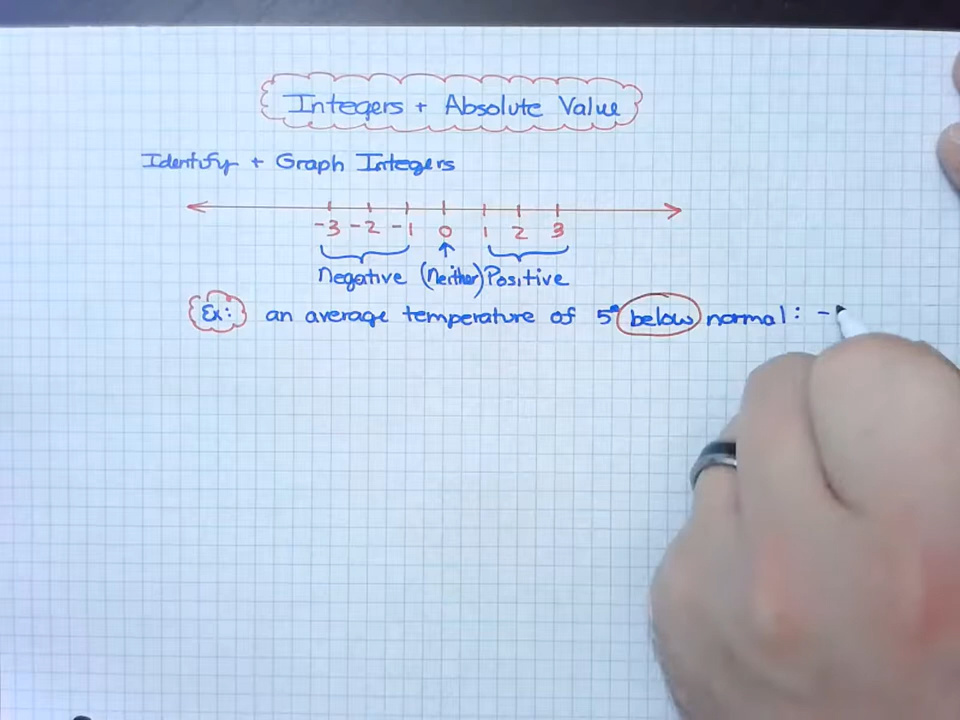 Integers + Absolute Value
Identify + Graph Integers
-3 -2 -1 0 1 2 3
Negative (Neither) Positive
Ex: an average temperature of 5° below normal: -